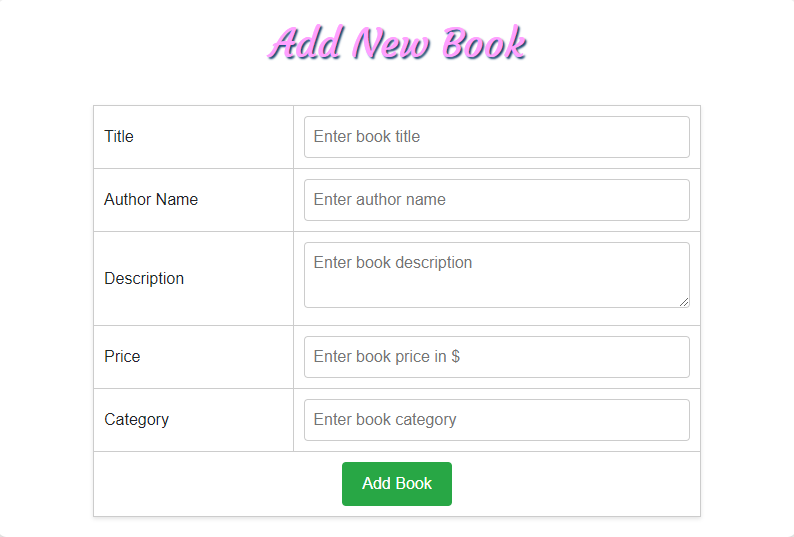 Add New Book
Title
Enter book title
Author Name
Enter author name
Description
Enter book description
Price
Enter book price in $
Category
Enter book category
Add Book